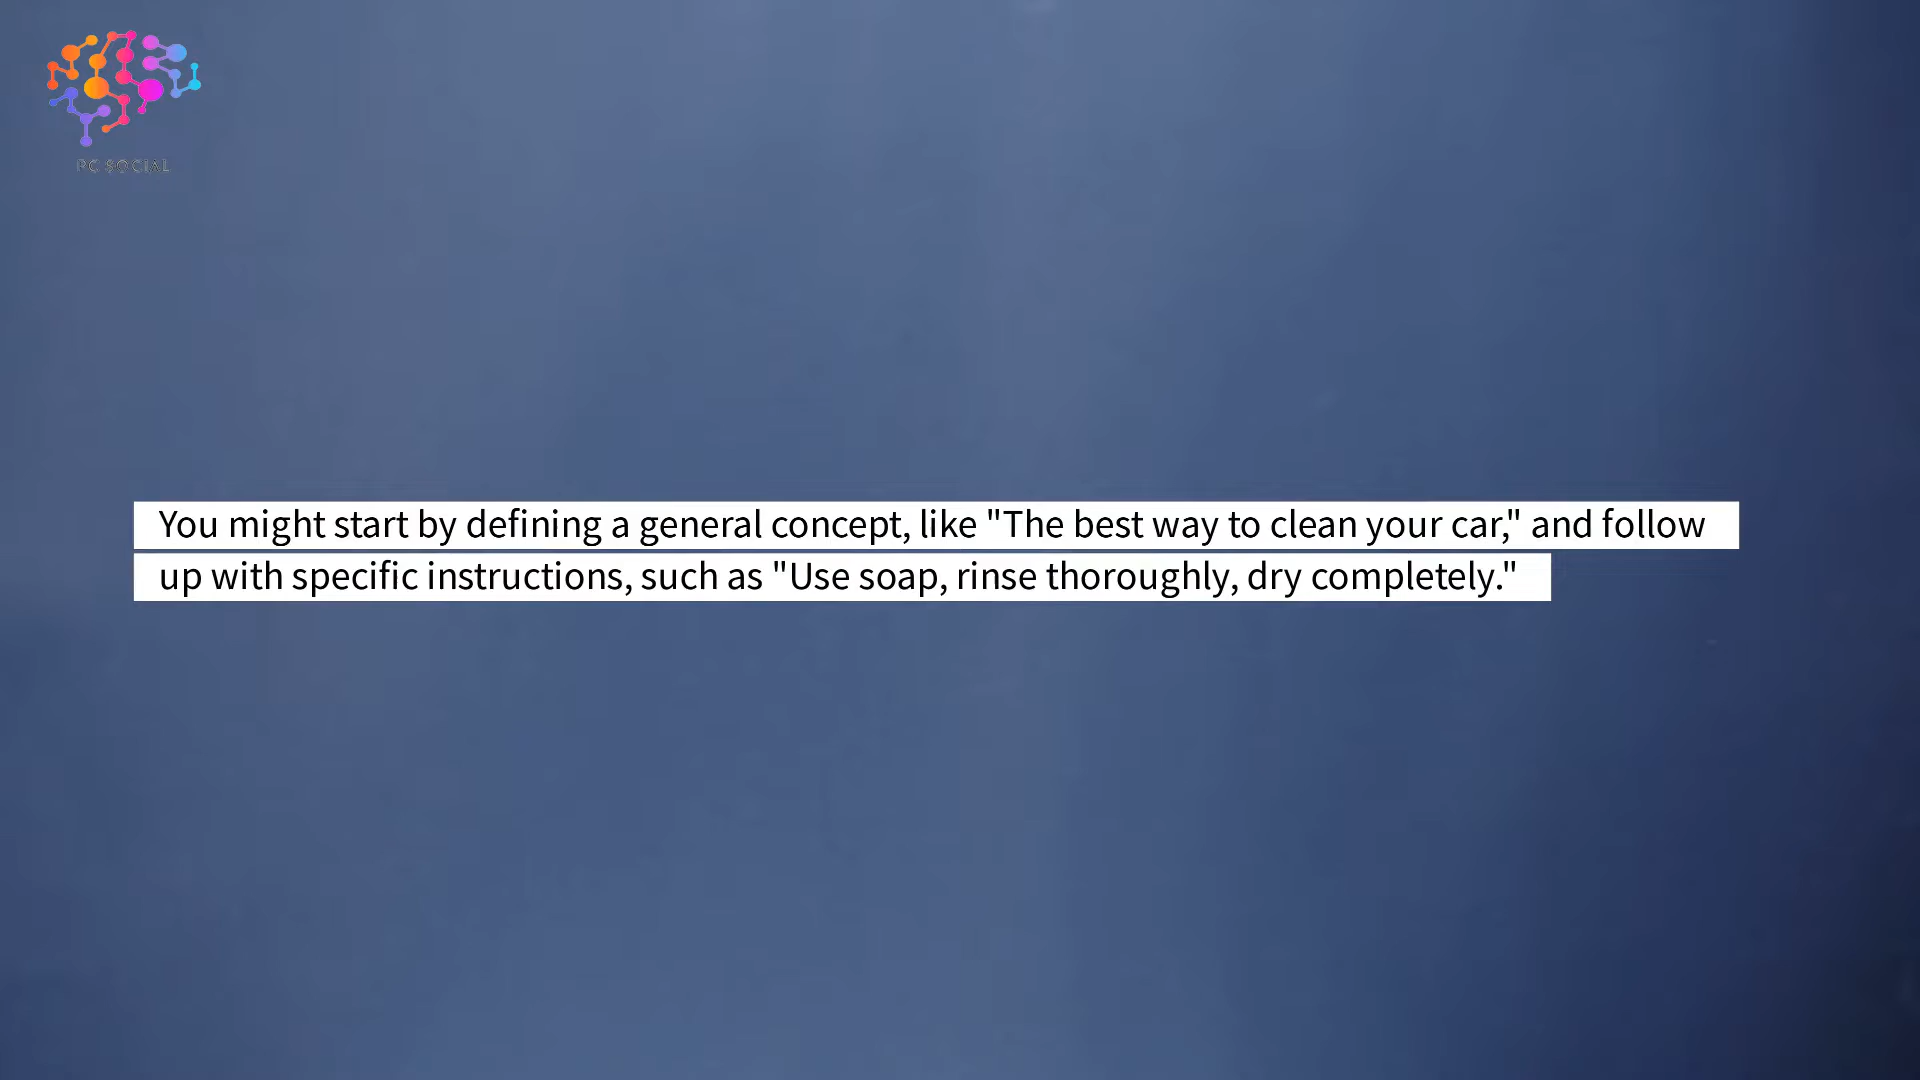 PC SOCIAL
You might start by defining a general concept, like "The best way to clean your car," and follow
up with specific instructions, such as "Use soap, rinse thoroughly, dry completely."